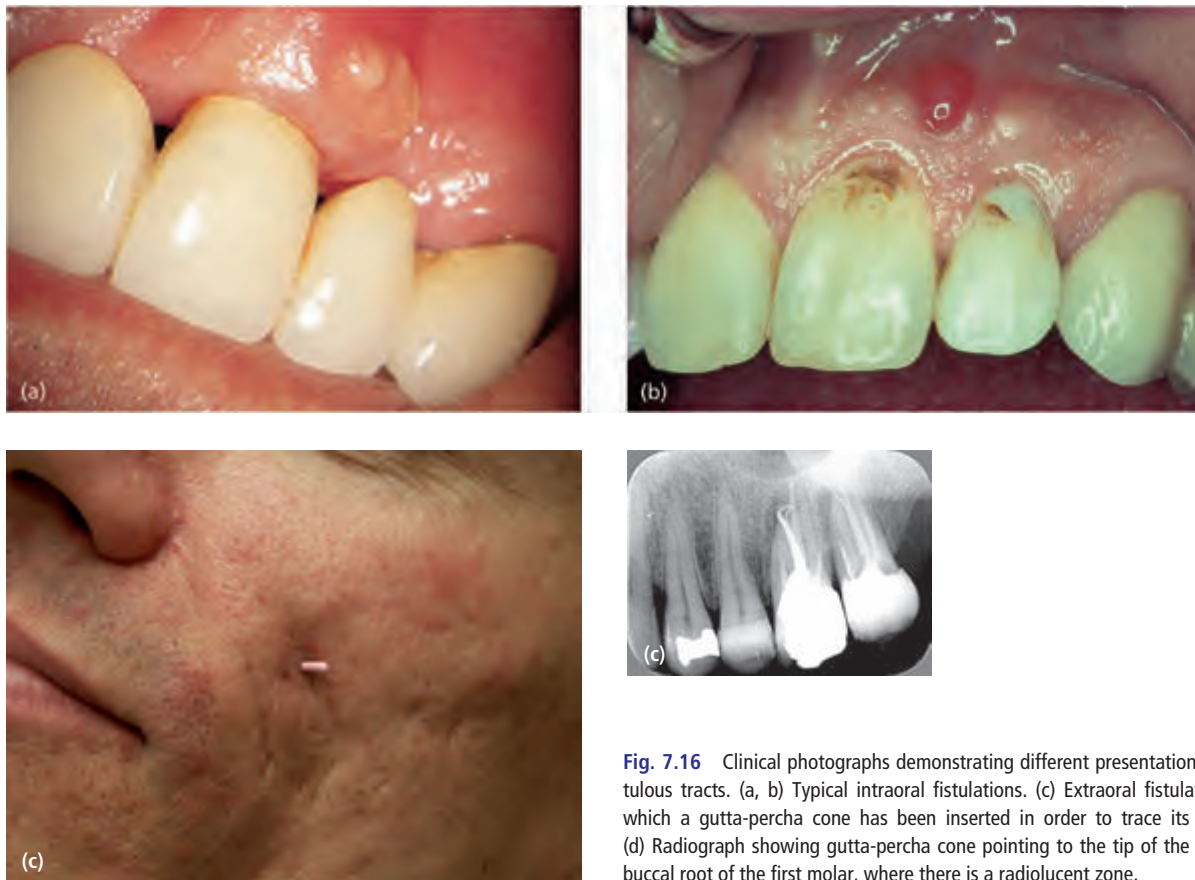 (a)
(b)
(c)
(c)
Fig. 7.16 Clinical photographs demonstrating different presentation
tulous tracts. (a, b) Typical intraoral fistulations. (c) Extraoral fistula
which a gutta-percha cone has been inserted in order to trace its
(d) Radiograph showing gutta-percha cone pointing to the tip of the
buccal root of the first molar, where there is a radiolucent zone.